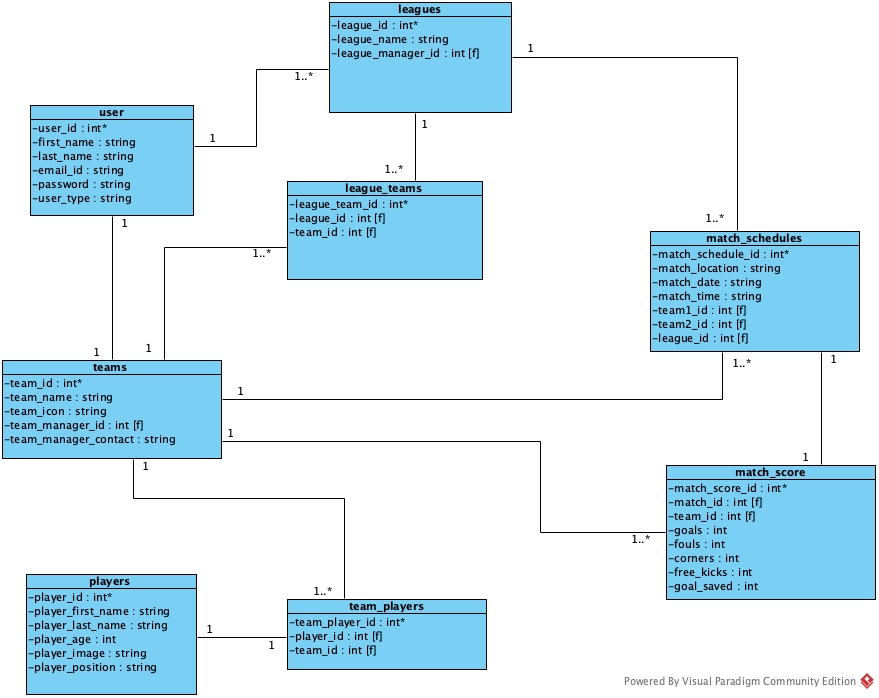 leagues
-league_id : int*
-league_name : string
-league_manager_id : int [f]
1
1..*
1
1..*
1..*
user
-user_id : int*
-first_name : string
-last_name : string
-email_id : string
-password : string
-user_type : string
1
1
1
league_teams
-league_team_id : int*
-league_id : int [f]
-team_id : int [f]
1..*
1
match_schedules
-match_schedule_id : int*
-match_location : string
-match_date : string
-match_time : string
-team1_id : int [f]
-team2_id : int [f]
-league_id : int [f]
1..*
1
1
teams
-team_id : int*
-team_name : string
-team_icon : string
-team_manager_id : int [f]
-team_manager_contact : string
1
1
1
match_score
-match_score_id : int*
-match_id : int [f]
-team_id : int [f]
-goals : int
-fouls : int
-corners : int
-free_kicks : int
-goal_saved : int
1..*
players
-player_id : int*
-player_first_name : string
-player_last_name : string
-player_age : int
-player_image : string
-player_position : string
1
1
1..*
team_players
-team_player_id : int*
-player_id : int [f]
-team_id : int [f]
Powered By Visual Paradigm Community Edition